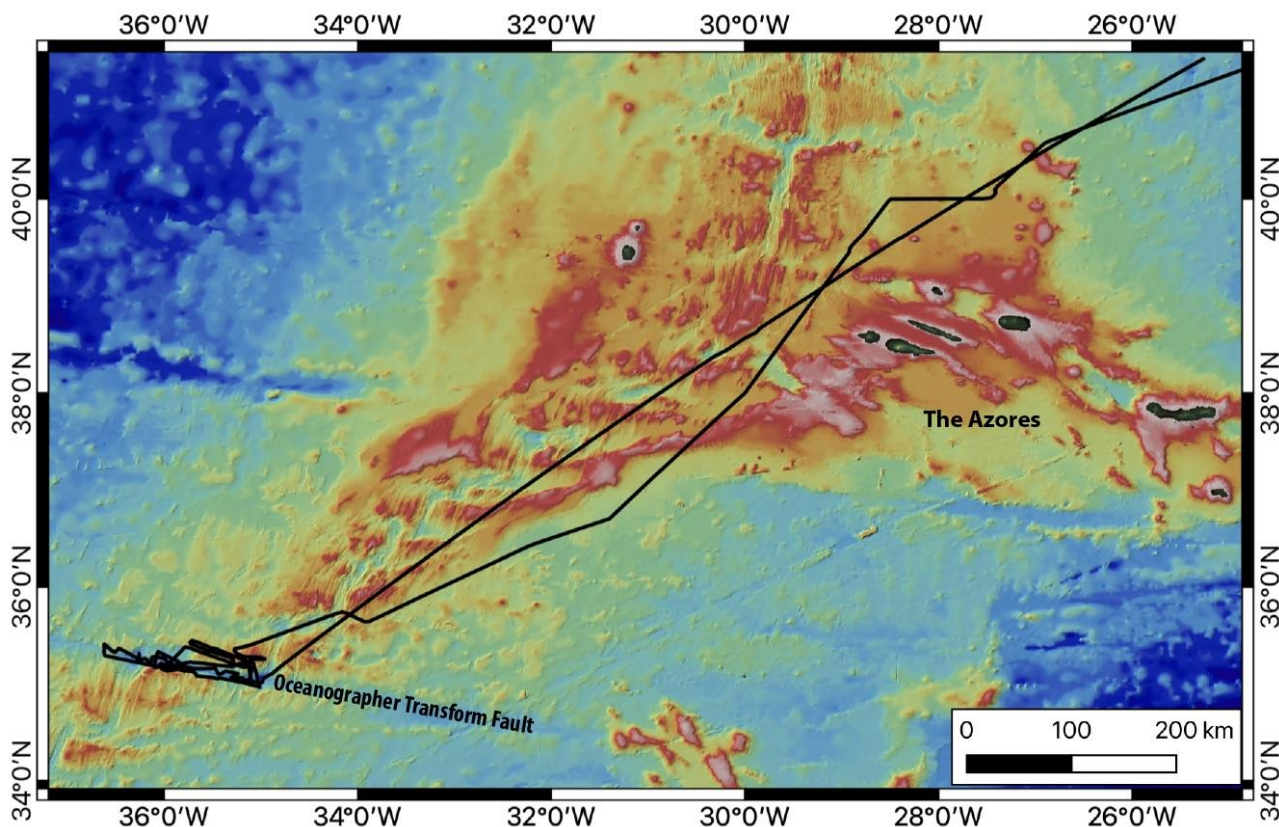 36°0′N 34°0′N 32°0′N 30°0′N 28°0′N 26°0′N
40°0′N 40°0′N
38°0′N 38°0′N
The Azores
36°0′N 36°0′N
Oceanographer Transform Fault
0 100 200 km
34°0′N 34°0′N
36°0′N 34°0′N 32°0′N 30°0′N 28°0′N 26°0′N